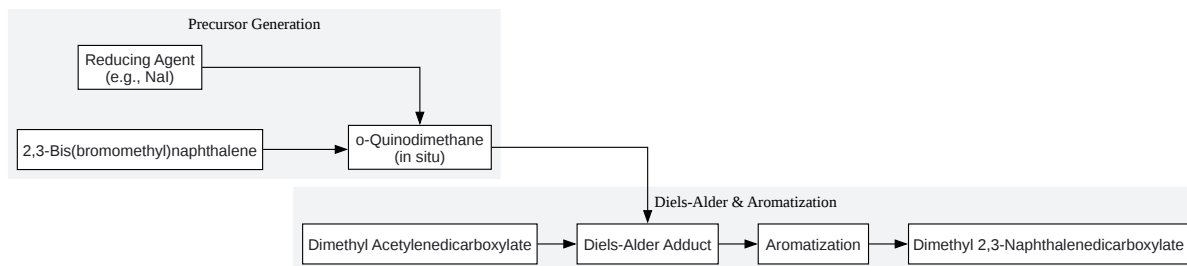 Precursor Generation
Reducing Agent
(e.g., NaI)
2,3-Bis(bromomethyl)naphthalene
o-Quinodimethane
(in situ)
Diels-Alder & Aromatization
Dimethyl Acetylenedicarboxylate
Diels-Alder Adduct
Aromatization
Dimethyl 2,3-Naphthalenedicarboxylate